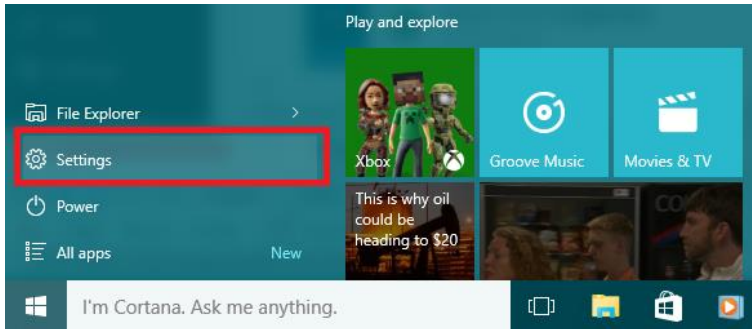 Play and explore
File Explorer
Settings
Power
All apps New
Xbox
Groove Music
Movies & TV
This is why oil
could be
heading to $20
I'm Cortana. Ask me anything.